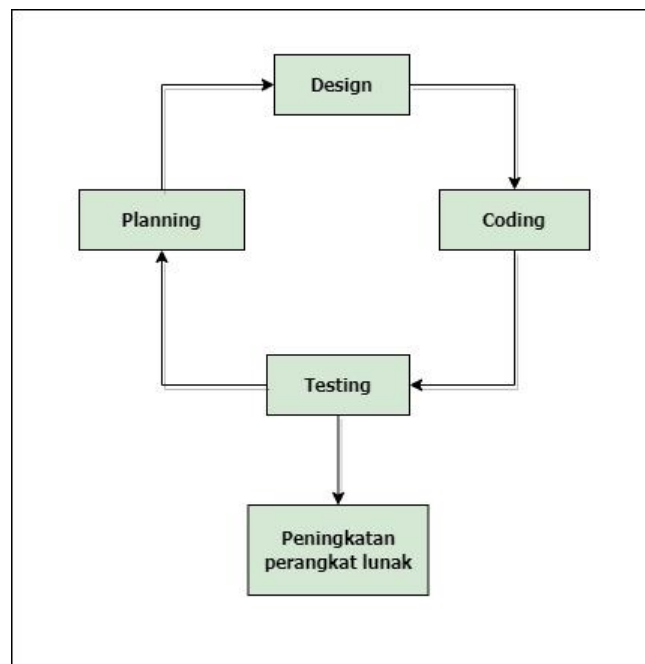 Design
Planning
Coding
Testing
Peningkatan
perangkat lunak